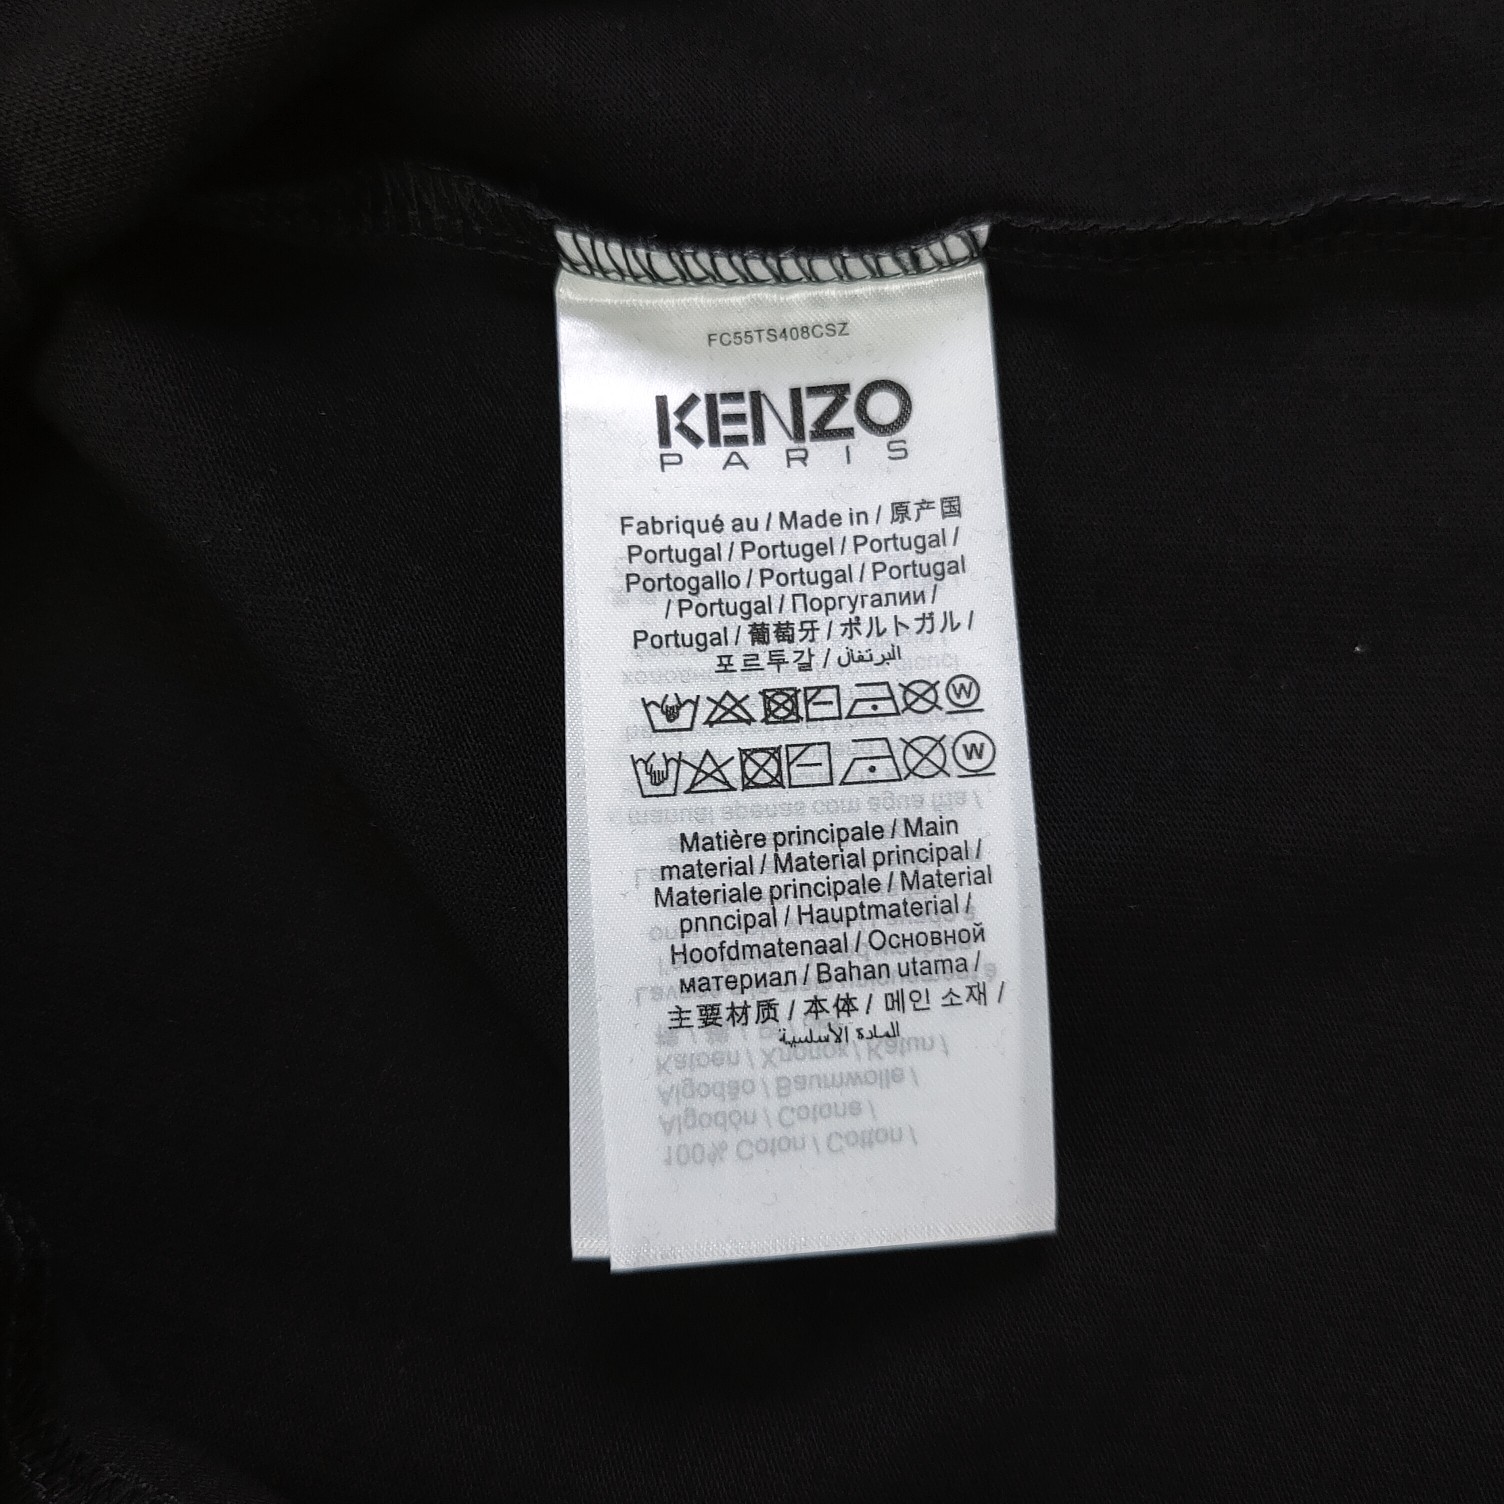 FC55TS408CSZ
KENZO
PARIS
Fabriqué au / Made in / 原产国
Portugal / Portugel / Portugal /
Portogallo / Portugal / Portugal
/ Portugal / Поргугалии /
Portugal / 葡萄牙 / ポルトガル /
포르투갈 / البرتغال
W
W
Matière principale / Main
material / Material principal /
Materiale principale / Material
pnncipal / Hauptmaterial /
Hoofdmatenaal / Основной
материал / Bahan utama /
主要材质 / 本体 / 메인 소재 /
المادة الأساسية